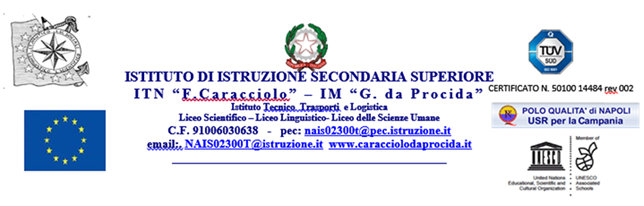 ISTITUTO DI ISTRUZIONE SECONDARIA SUPERIORE
ITN “F.Caracciolo” – IM “G. da Procida”
Istituto Tecnico Trasporti e Logistica
Liceo Scientifico – Liceo Linguistico- Liceo delle Scienze Umane
C.F. 91006030638 - pec: nais02300t@pec.istruzione.it
email:. NAIS02300T@istruzione.it www.caracciolodaprocida.it
TÜV
SUD
CERTIFICATO N. 50100 14484 rev 002
POLO QUALITA' di NAPOLI
USR per la Campania
United Nations
Educational, Scientific and
Cultural Organization
Member of
UNESCO
Associated
Schools